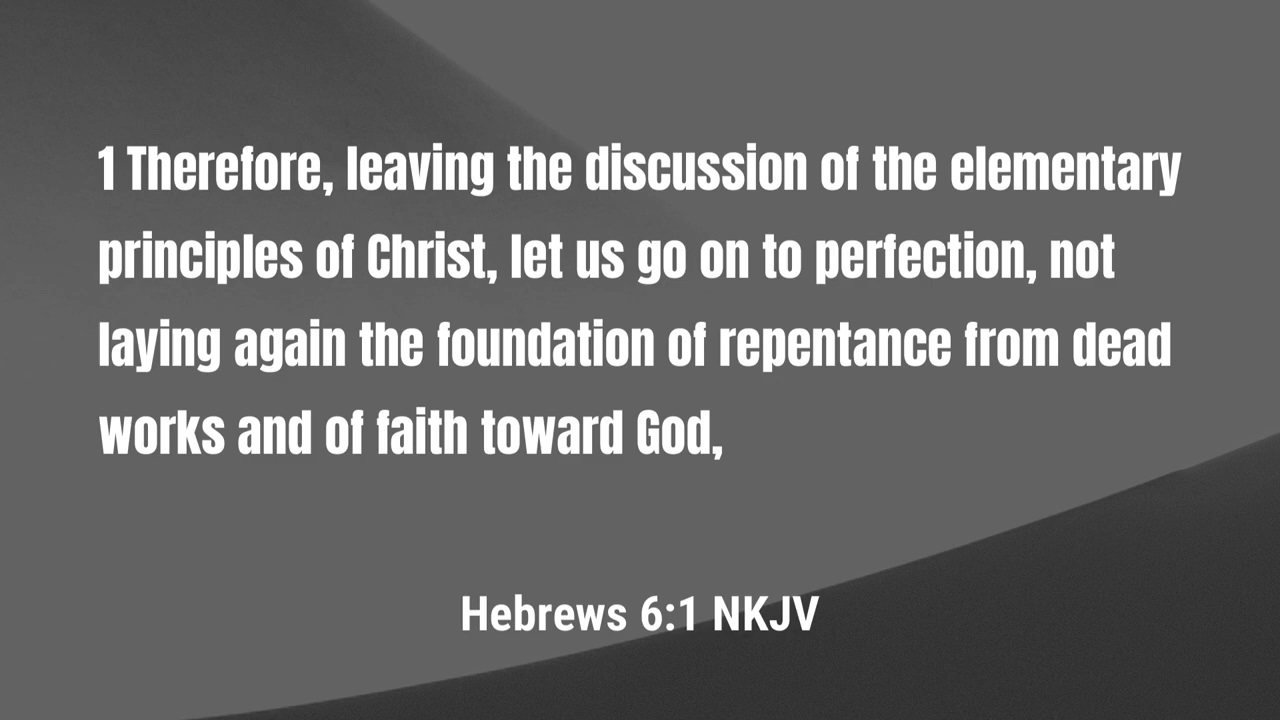 1 Therefore, leaving the discussion of the elementary
principles of Christ, let us go on to perfection, not
laying again the foundation of repentance from dead
works and of faith toward God,
Hebrews 6:1 NKJV